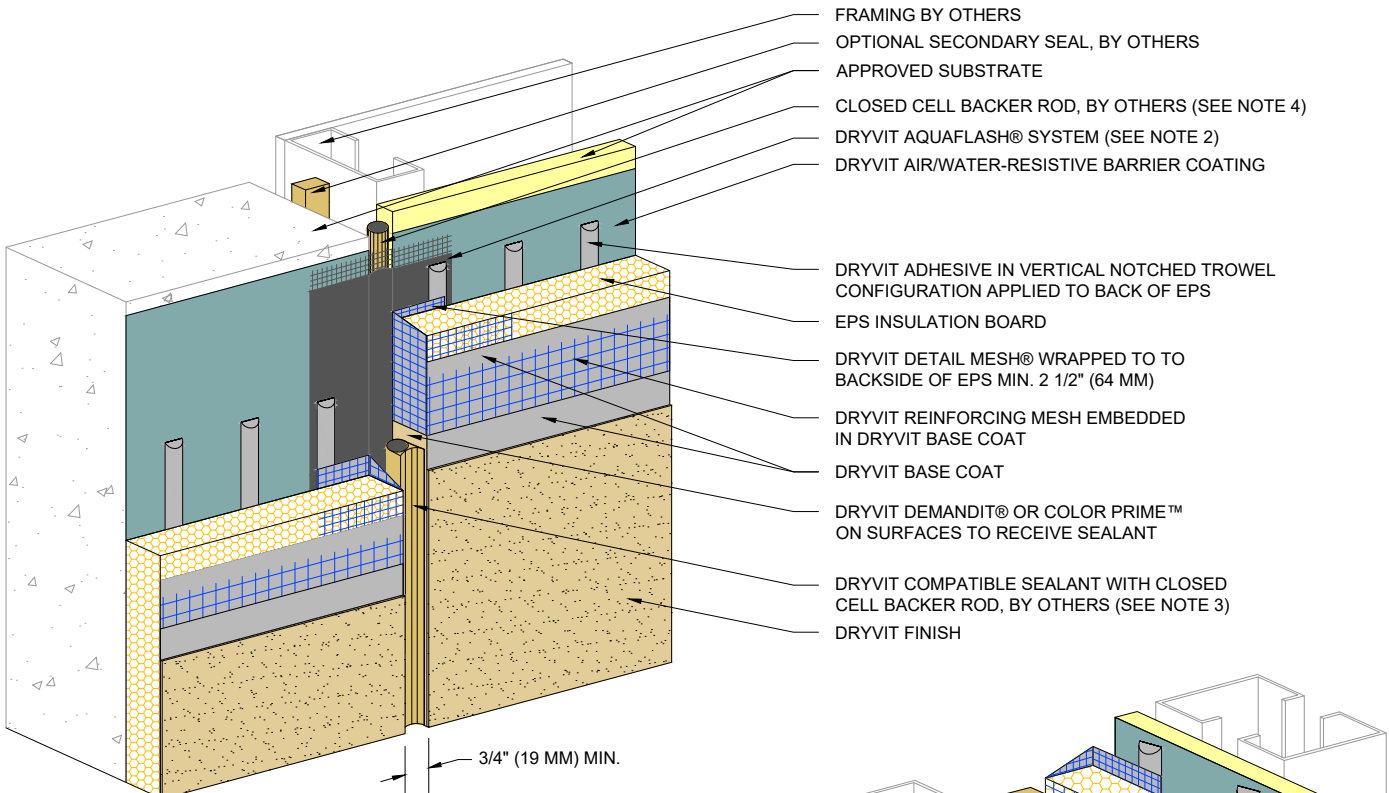 FRAMING BY OTHERS
OPTIONAL SECONDARY SEAL, BY OTHERS
APPROVED SUBSTRATE
CLOSED CELL BACKER ROD, BY OTHERS (SEE NOTE 4)
DRYVIT AQUAFLASH® SYSTEM (SEE NOTE 2)
DRYVIT AIR/WATER-RESISTIVE BARRIER COATING
DRYVIT ADHESIVE IN VERTICAL NOTCHED TROWEL
CONFIGURATION APPLIED TO BACK OF EPS
EPS INSULATION BOARD
DRYVIT DETAIL MESH® WRAPPED TO TO
BACKSIDE OF EPS MIN. 2 1/2" (64 MM)
DRYVIT REINFORCING MESH EMBEDDED
IN DRYVIT BASE COAT
DRYVIT BASE COAT
DRYVIT DEMANDIT® OR COLOR PRIME™
ON SURFACES TO RECEIVE SEALANT
DRYVIT COMPATIBLE SEALANT WITH CLOSED
CELL BACKER ROD, BY OTHERS (SEE NOTE 3)
DRYVIT FINISH
3/4" (19 MM) MIN.